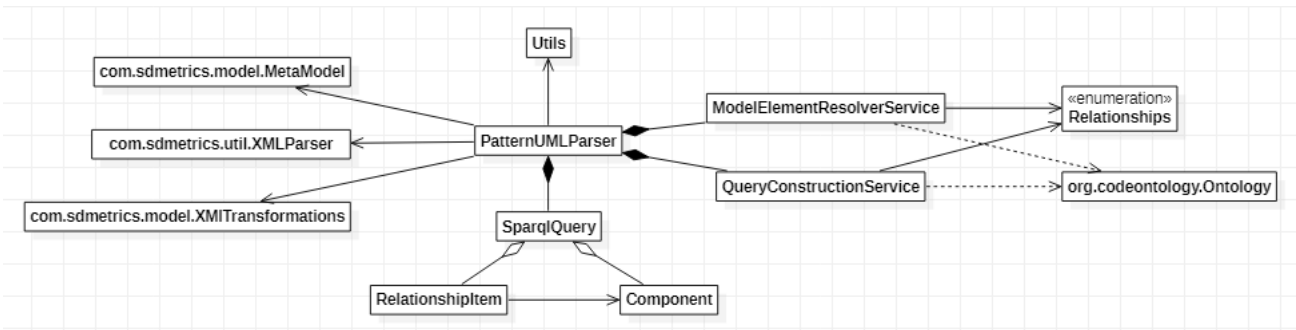 Utils
com.sdmetrics.model.MetaModel
ModelElementResolverService
«enumeration»
Relationships
com.sdmetrics.util.XMLParser
PatternUMLParser
QueryConstructionService
org.codeontology.Ontology
com.sdmetrics.model.XMITransformations
SparqlQuery
RelationshipItem
Component